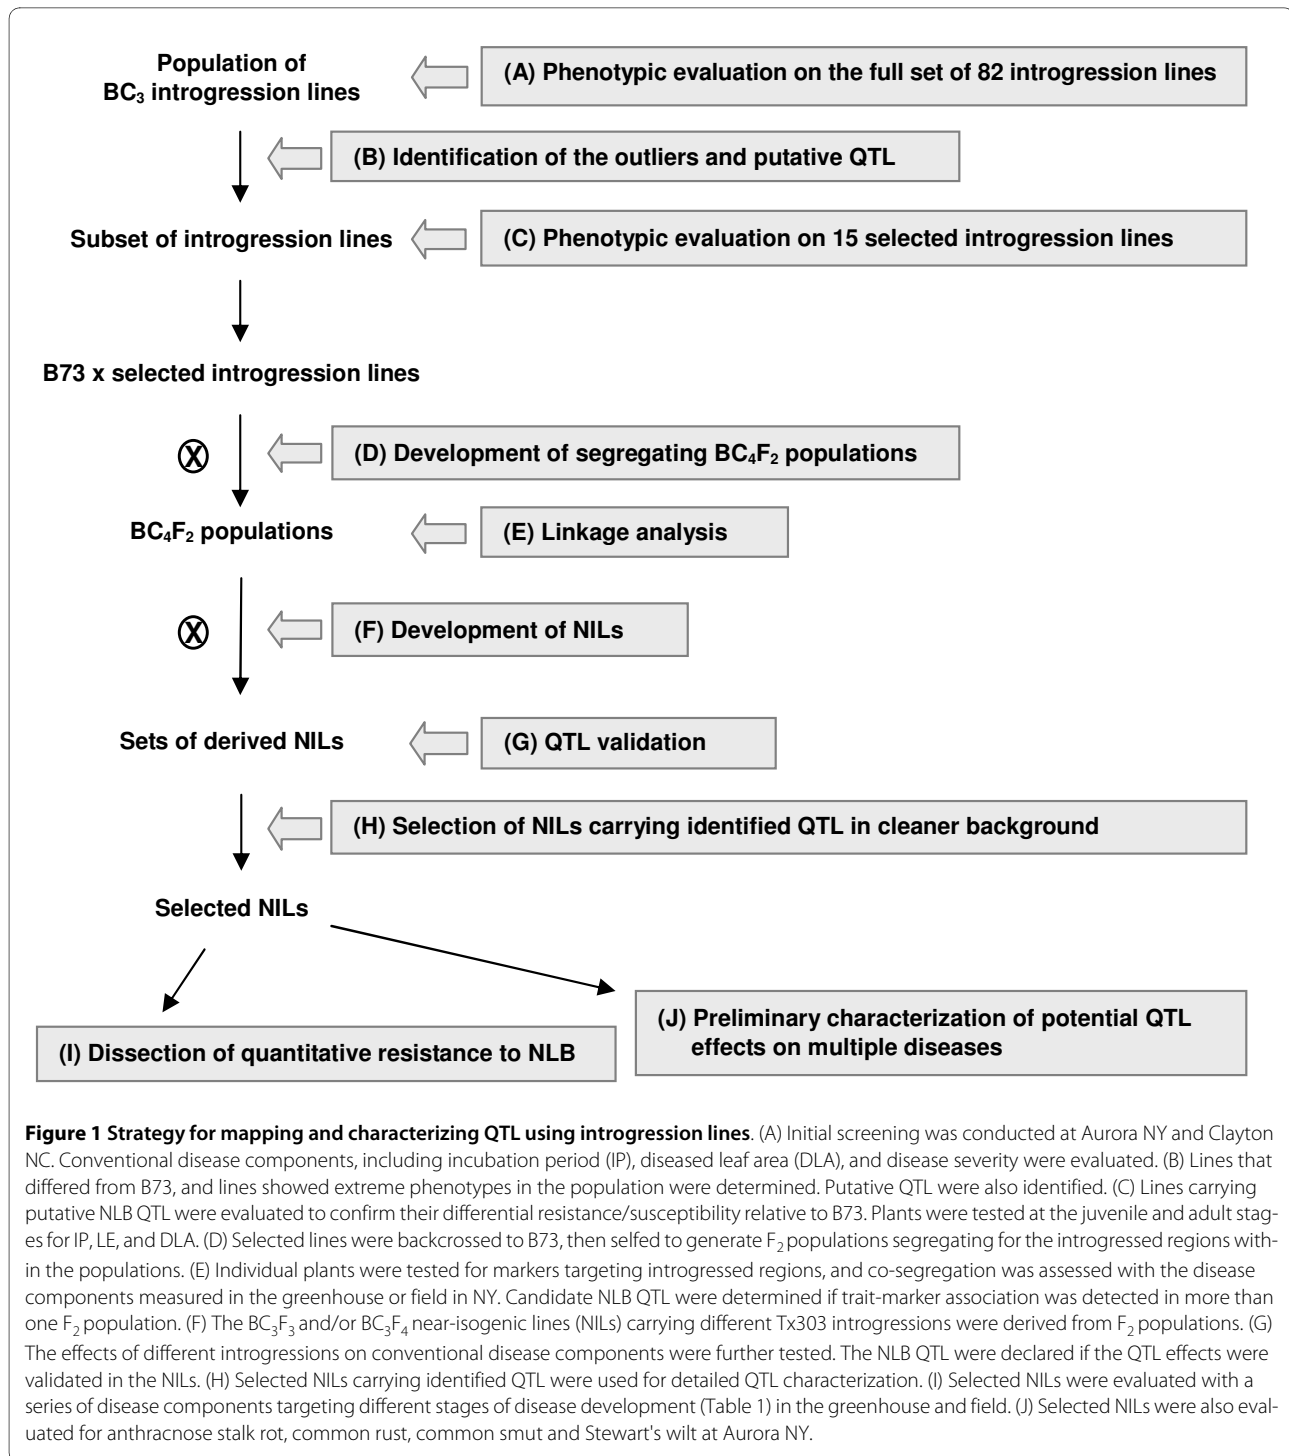 Population of
BC₃ introgression lines
(A) Phenotypic evaluation on the full set of 82 introgression lines
(B) Identification of the outliers and putative QTL
Subset of introgression lines
(C) Phenotypic evaluation on 15 selected introgression lines
B73 x selected introgression lines
X
(D) Development of segregating BC₄F₂ populations
BC₄F₂ populations
(E) Linkage analysis
X
(F) Development of NILs
Sets of derived NILs
(G) QTL validation
(H) Selection of NILs carrying identified QTL in cleaner background
Selected NILs
(I) Dissection of quantitative resistance to NLB
(J) Preliminary characterization of potential QTL
effects on multiple diseases
Figure 1 Strategy for mapping and characterizing QTL using introgression lines. (A) Initial screening was conducted at Aurora NY and Clayton
NC. Conventional disease components, including incubation period (IP), diseased leaf area (DLA), and disease severity were evaluated. (B) Lines that
differed from B73, and lines showed extreme phenotypes in the population were determined. Putative QTL were also identified. (C) Lines carrying
putative NLB QTL were evaluated to confirm their differential resistance/susceptibility relative to B73. Plants were tested at the juvenile and adult stag-
es for IP, LE, and DLA. (D) Selected lines were backcrossed to B73, then selfed to generate F₂ populations segregating for the introgressed regions with-
in the populations. (E) Individual plants were tested for markers targeting introgressed regions, and co-segregation was assessed with the disease
components measured in the greenhouse or field in NY. Candidate NLB QTL were determined if trait-marker association was detected in more than
one F₂ population. (F) The BC₃F₃ and/or BC₃F₄ near-isogenic lines (NILs) carrying different Tx303 introgressions were derived from F₂ populations. (G)
The effects of different introgressions on conventional disease components were further tested. The NLB QTL were declared if the QTL effects were
validated in the NILs. (H) Selected NILs carrying identified QTL were used for detailed QTL characterization. (I) Selected NILs were evaluated with a
series of disease components targeting different stages of disease development (Table 1) in the greenhouse and field. (J) Selected NILs were also eval-
uated for anthracnose stalk rot, common rust, common smut and Stewart's wilt at Aurora NY.